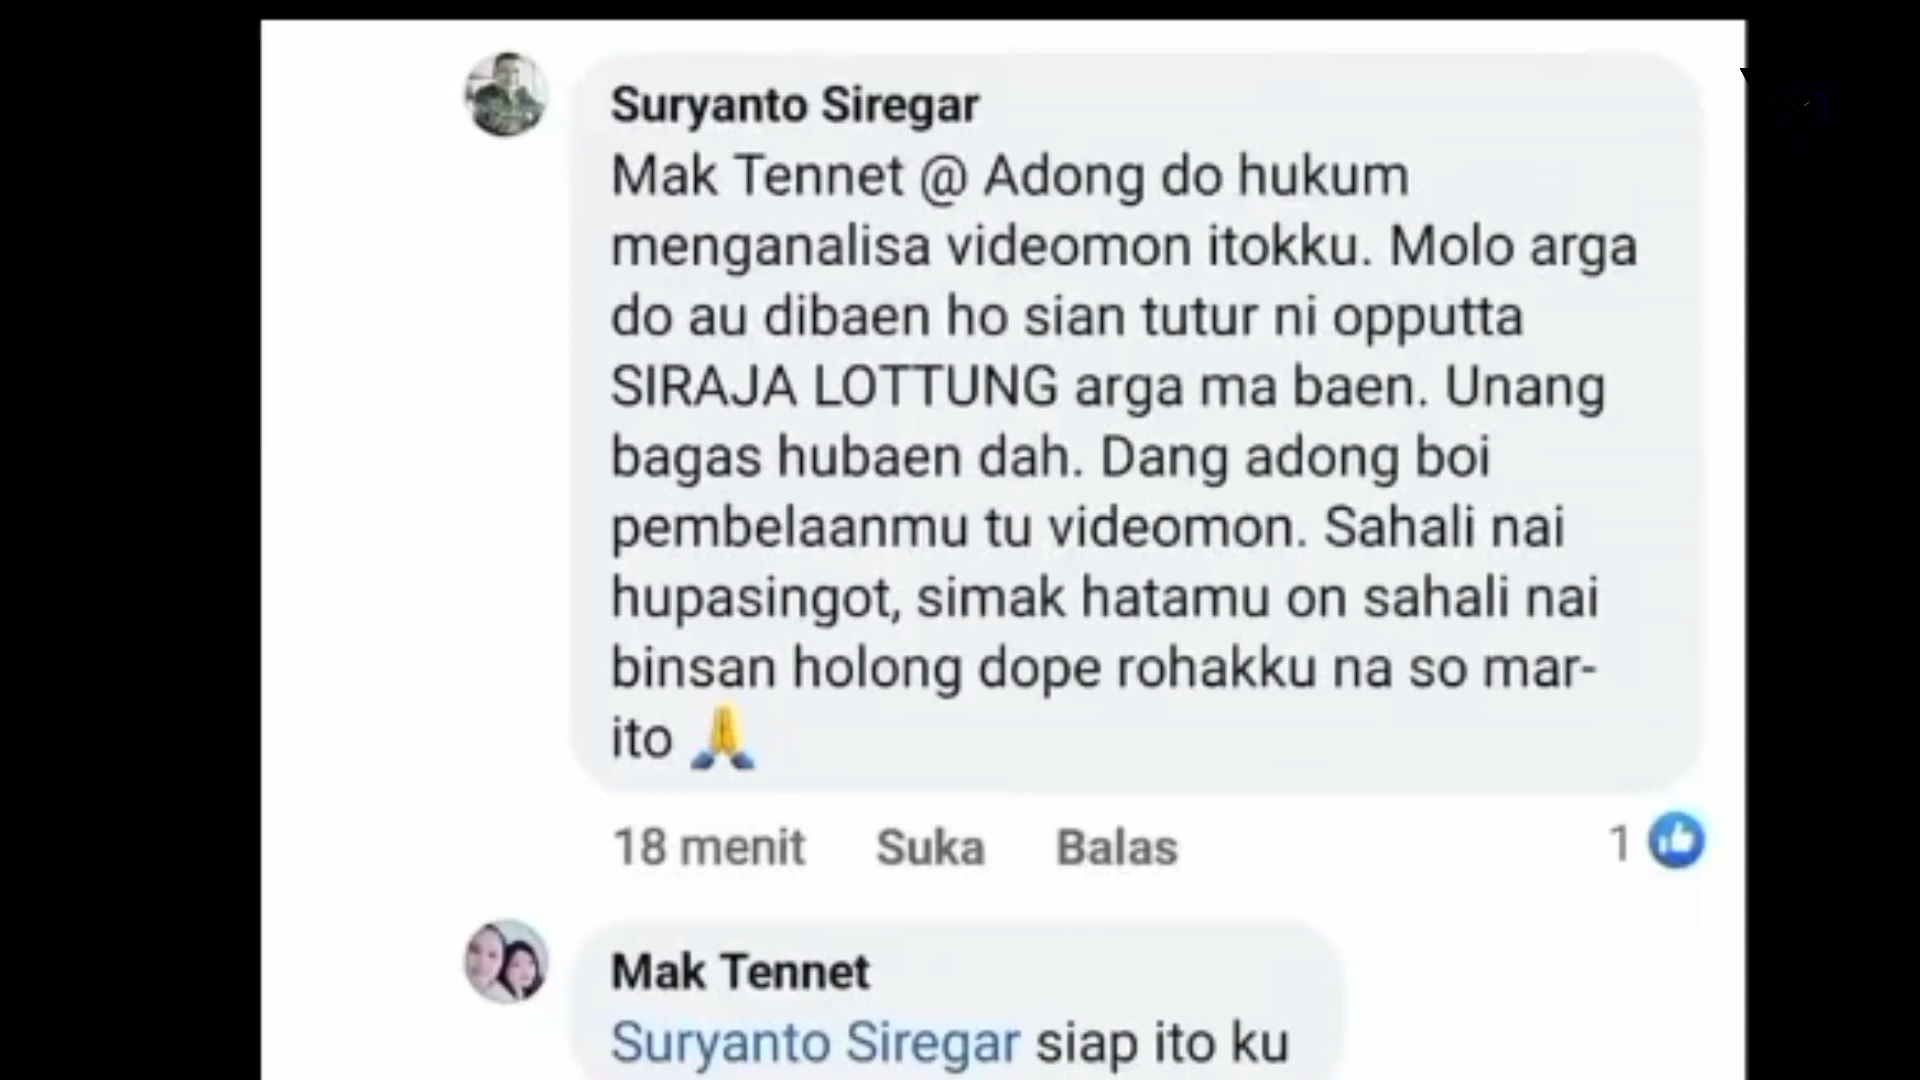 Suryanto Siregar
Mak Tennet @ Adong do hukum
menganalisa videomon itokku. Molo arga
do au dibaen ho sian tutur ni opputta
SIRAJA LOTTUNG arga ma baen. Unang
bagas hubaen dah. Dang adong boi
pembelaanmu tu videomon. Sahali nai
hupasingot, simak hatamu on sahali nai
binsan holong dope rohakku na so mar-
ito 🙏
18 menit Suka Balas 1
Mak Tennet
Suryanto Siregar siap ito ku